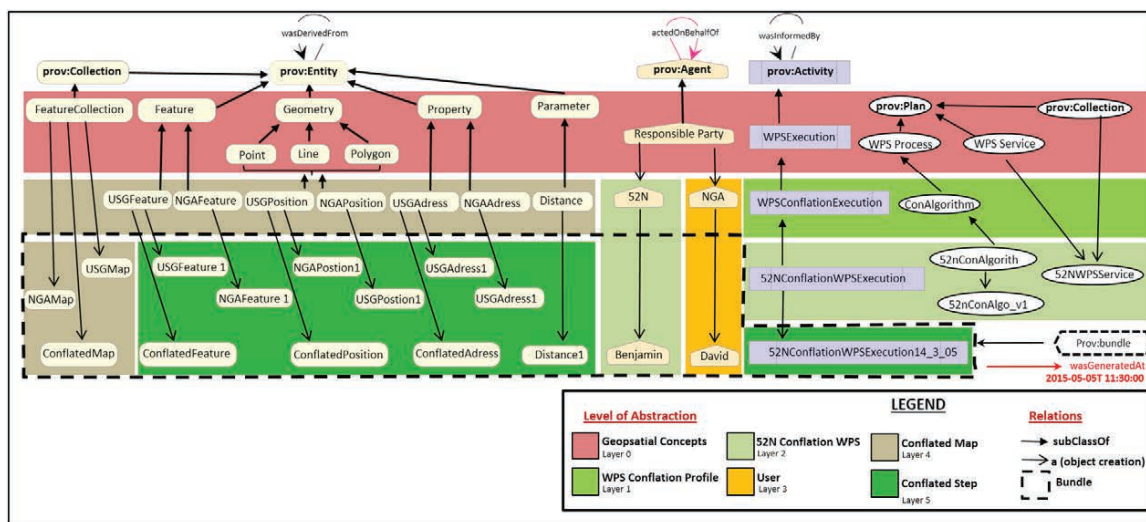 wasDerivedFrom
actedOnBehalfOf
wasInformedBy
prov:Collection
prov:Entity
prov:Agent
prov:Activity
FeatureCollection
Feature
Geometry
Property
Parameter
prov:Plan
prov:Collection
Responsible Party
WPSExecution
WPS Process
WPS Service
Point
Line
Polygon
USGFeature
NGAFeature
USGPosition
NGAPosition
USGAdress
NGAAdress
Distance
52N
NGA
WPSConflationExecution
ConAlgorithm
USGMap
USGFeature 1
NGAPostion1
USGAdress1
52nConAlgorith
52NConflationWPSExecution
52NWPSService
NGAMap
NGAFeature 1
USGPostion1
USGAdress1
52nConAlgo_v1
ConflatedMap
ConflatedFeature
ConflatedPosition
ConflatedAdress
Distance1
Benjamin
David
52NConflationWPSExecution14_3_05
Prov:bundle
wasGeneratedAt
2015-05-05T 11:30:00
LEGEND
Level of Abstraction
Relations
Geopsatial Concepts
Layer 0
52N Conflation WPS
Layer 2
Conflated Map
Layer 4
subClassOf
a (object creation)
WPS Conflation Profile
Layer 1
User
Layer 3
Conflated Step
Layer 5
Bundle